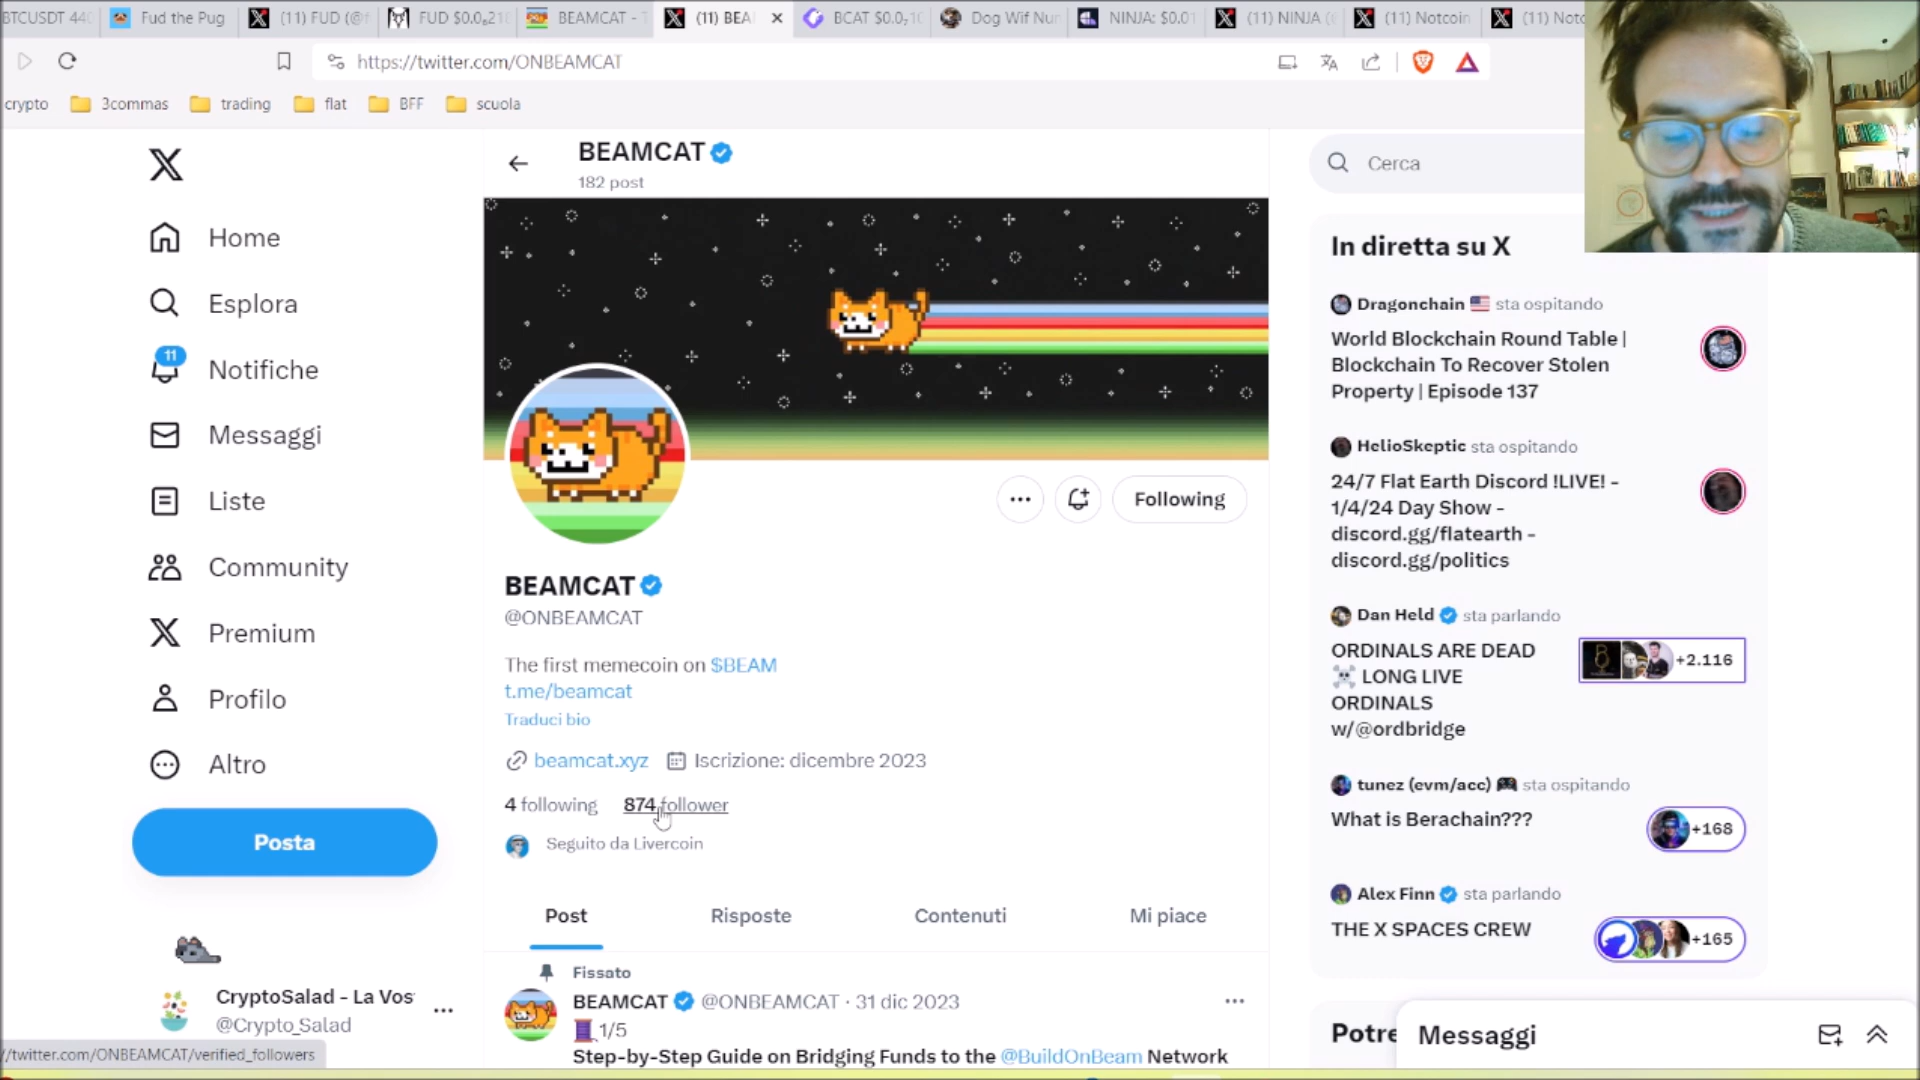 BTCUSDT 44
Fud the Pug
(11) FUD (@f
FUD $0.0₆21
BEAMCAT - T
(11) BEA
BCAT $0.0₇1
Dog Wif Nu
NINJA: $0.01
(11) NINJA (
(11) Notcoin
(11) Notc
https://twitter.com/ONBEAMCAT
crypto
3commas
trading
flat
BFF
scuola
Home
Esplora
11
Notifiche
Messaggi
Liste
Community
Premium
Profilo
Altro
Posta
CryptoSalad - La Vos
@Crypto_Salad
//twitter.com/ONBEAMCAT/verified_followers
BEAMCAT
182 post
Following
BEAMCAT
@ONBEAMCAT
The first memecoin on $BEAM
t.me/beamcat
Traduci bio
beamcat.xyz Iscrizione: dicembre 2023
4 following 874 follower
Seguito da Livercoin
Post
Risposte
Contenuti
Mi piace
Fissato
BEAMCAT @ONBEAMCAT · 31 dic 2023
1/5
Step-by-Step Guide on Bridging Funds to the @BuildOnBeam Network
Cerca
In diretta su X
Dragonchain sta ospitando
World Blockchain Round Table |
Blockchain To Recover Stolen
Property | Episode 137
HelioSkeptic sta ospitando
24/7 Flat Earth Discord !LIVE! -
1/4/24 Day Show -
discord.gg/flatearth -
discord.gg/politics
Dan Held sta parlando
ORDINALS ARE DEAD
☠️ LONG LIVE
ORDINALS
w/@ordbridge
+2.116
tunez (evm/acc) 🎮 sta ospitando
What is Berachain???
+168
Alex Finn sta parlando
THE X SPACES CREW
+165
Potre
Messaggi